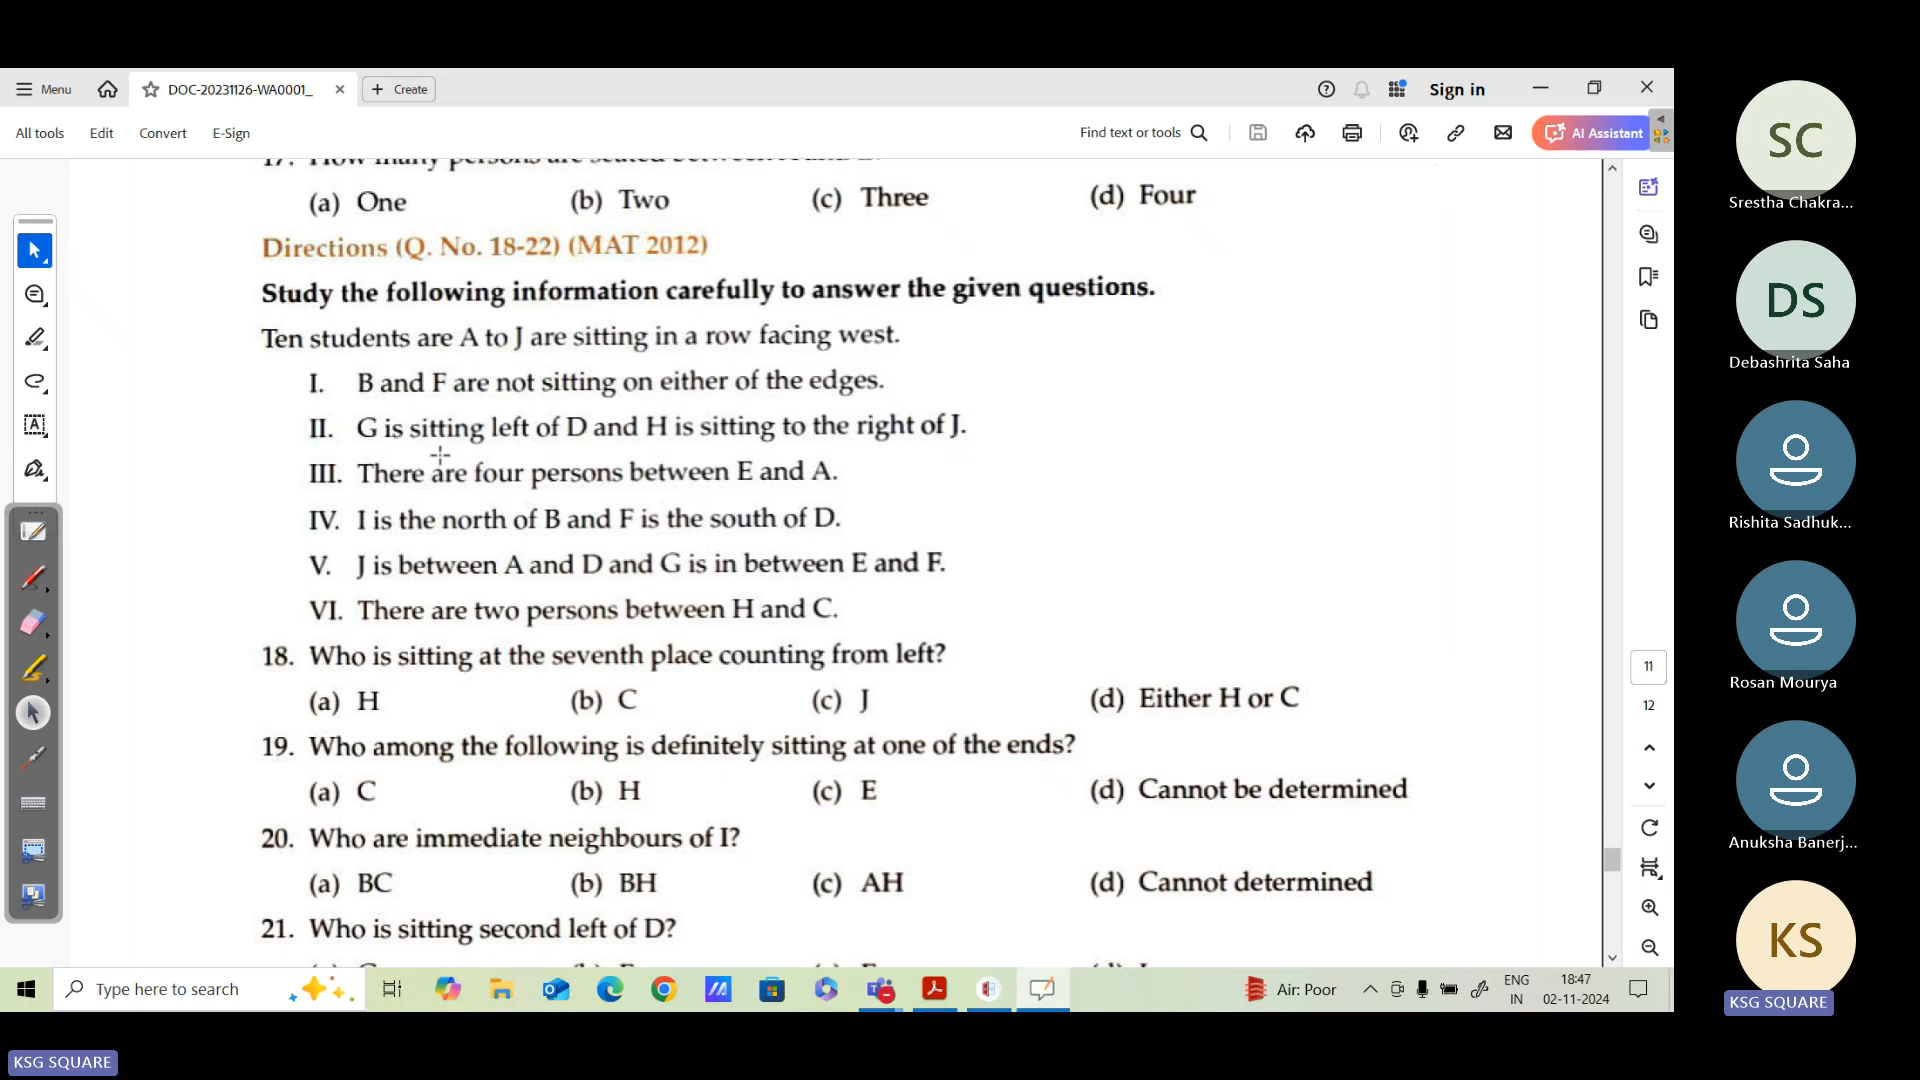 Menu
DOC-20231126-WA0001_
Create
Sign in
All tools
Edit
Convert
E-Sign
Find text or tools
AI Assistant
(a) One (b) Two (c) Three (d) Four
Directions (Q. No. 18-22) (MAT 2012)
Study the following information carefully to answer the given questions.
Ten students are A to J are sitting in a row facing west.
I. B and F are not sitting on either of the edges.
II. G is sitting left of D and H is sitting to the right of J.
III. There are four persons between E and A.
IV. I is the north of B and F is the south of D.
V. J is between A and D and G is in between E and F.
VI. There are two persons between H and C.
18. Who is sitting at the seventh place counting from left?
(a) H (b) C (c) J (d) Either H or C
19. Who among the following is definitely sitting at one of the ends?
(a) C (b) H (c) E (d) Cannot be determined
20. Who are immediate neighbours of I?
(a) BC (b) BH (c) AH (d) Cannot determined
21. Who is sitting second left of D?
11
12
Type here to search
Air: Poor
ENG
IN
18:47
02-11-2024
SC
Srestha Chakra...
DS
Debashrita Saha
Rishita Sadhuk...
Rosan Mourya
Anuksha Banerj...
KS
KSG SQUARE
KSG SQUARE